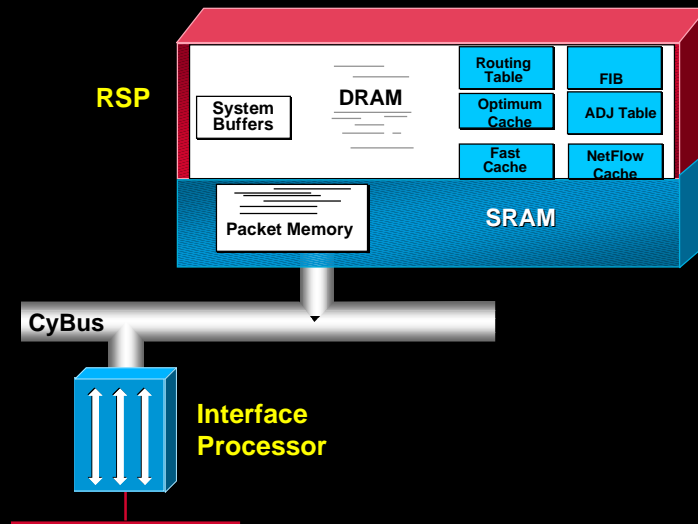 RSP
System
Buffers
DRAM
Routing
Table
FIB
Optimum
Cache
ADJ Table
Fast
Cache
NetFlow
Cache
Packet Memory
SRAM
CyBus
Interface
Processor